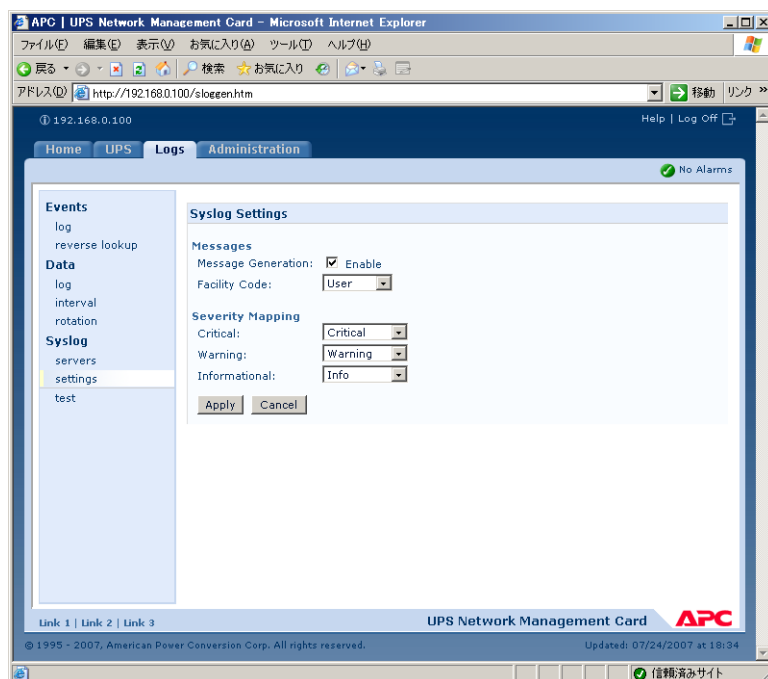 APC | UPS Network Management Card - Microsoft Internet Explorer
ファイル(F) 編集(E) 表示(V) お気に入り(A) ツール(T) ヘルプ(H)
戻る 検索 お気に入り
アドレス(D) http://192.168.0.100/sloggen.htm 移動 リンク »
192.168.0.100 Help | Log Off
Home UPS Logs Administration
No Alarms
Events
log
reverse lookup
Data
log
interval
rotation
Syslog
servers
settings
test
Syslog Settings
Messages
Message Generation: Enable
Facility Code: User
Severity Mapping
Critical: Critical
Warning: Warning
Informational: Info
Apply Cancel
Link 1 | Link 2 | Link 3
UPS Network Management Card APC
© 1995 - 2007, American Power Conversion Corp. All rights reserved. Updated: 07/24/2007 at 18:34
信頼済みサイト